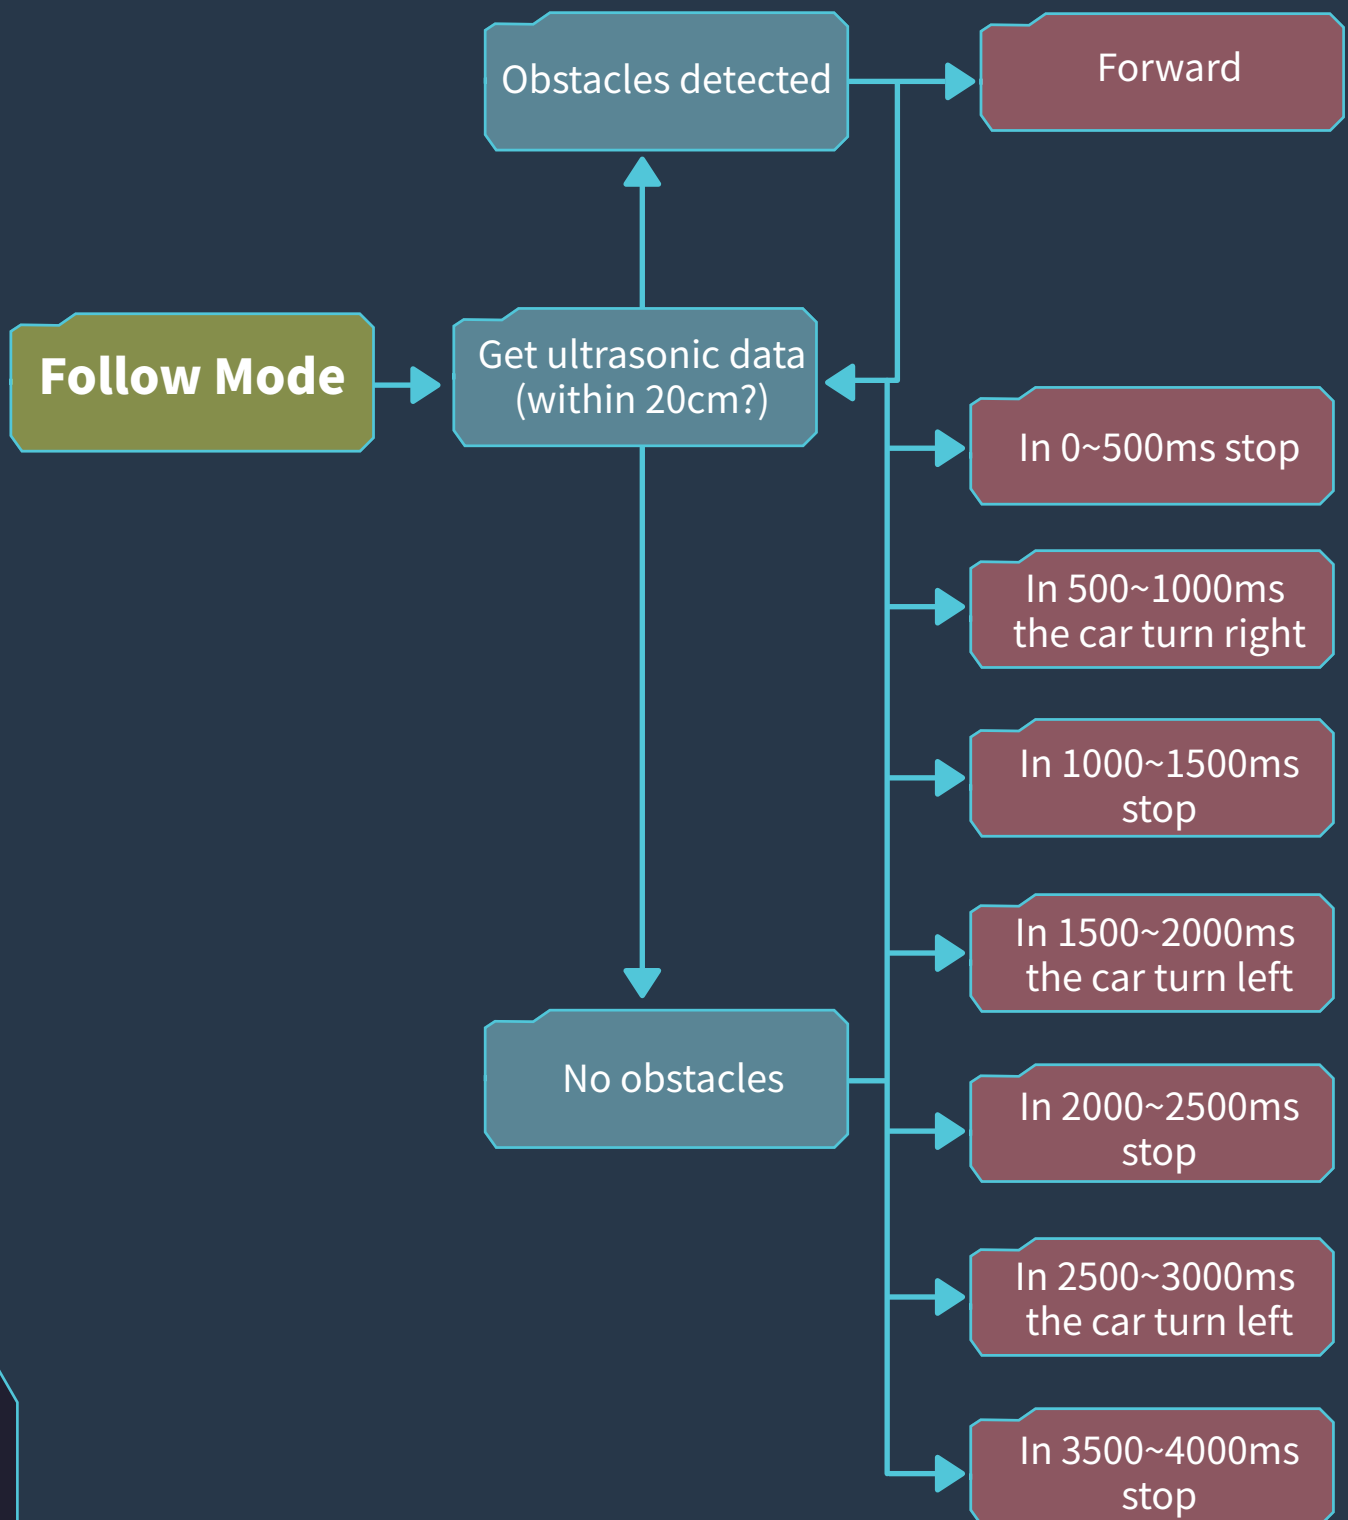 Obstacles detected
Forward
Follow Mode
Get ultrasonic data
(within 20cm?)
In 0~500ms stop
In 500~1000ms
the car turn right
In 1000~1500ms
stop
In 1500~2000ms
the car turn left
No obstacles
In 2000~2500ms
stop
In 2500~3000ms
the car turn left
In 3500~4000ms
stop